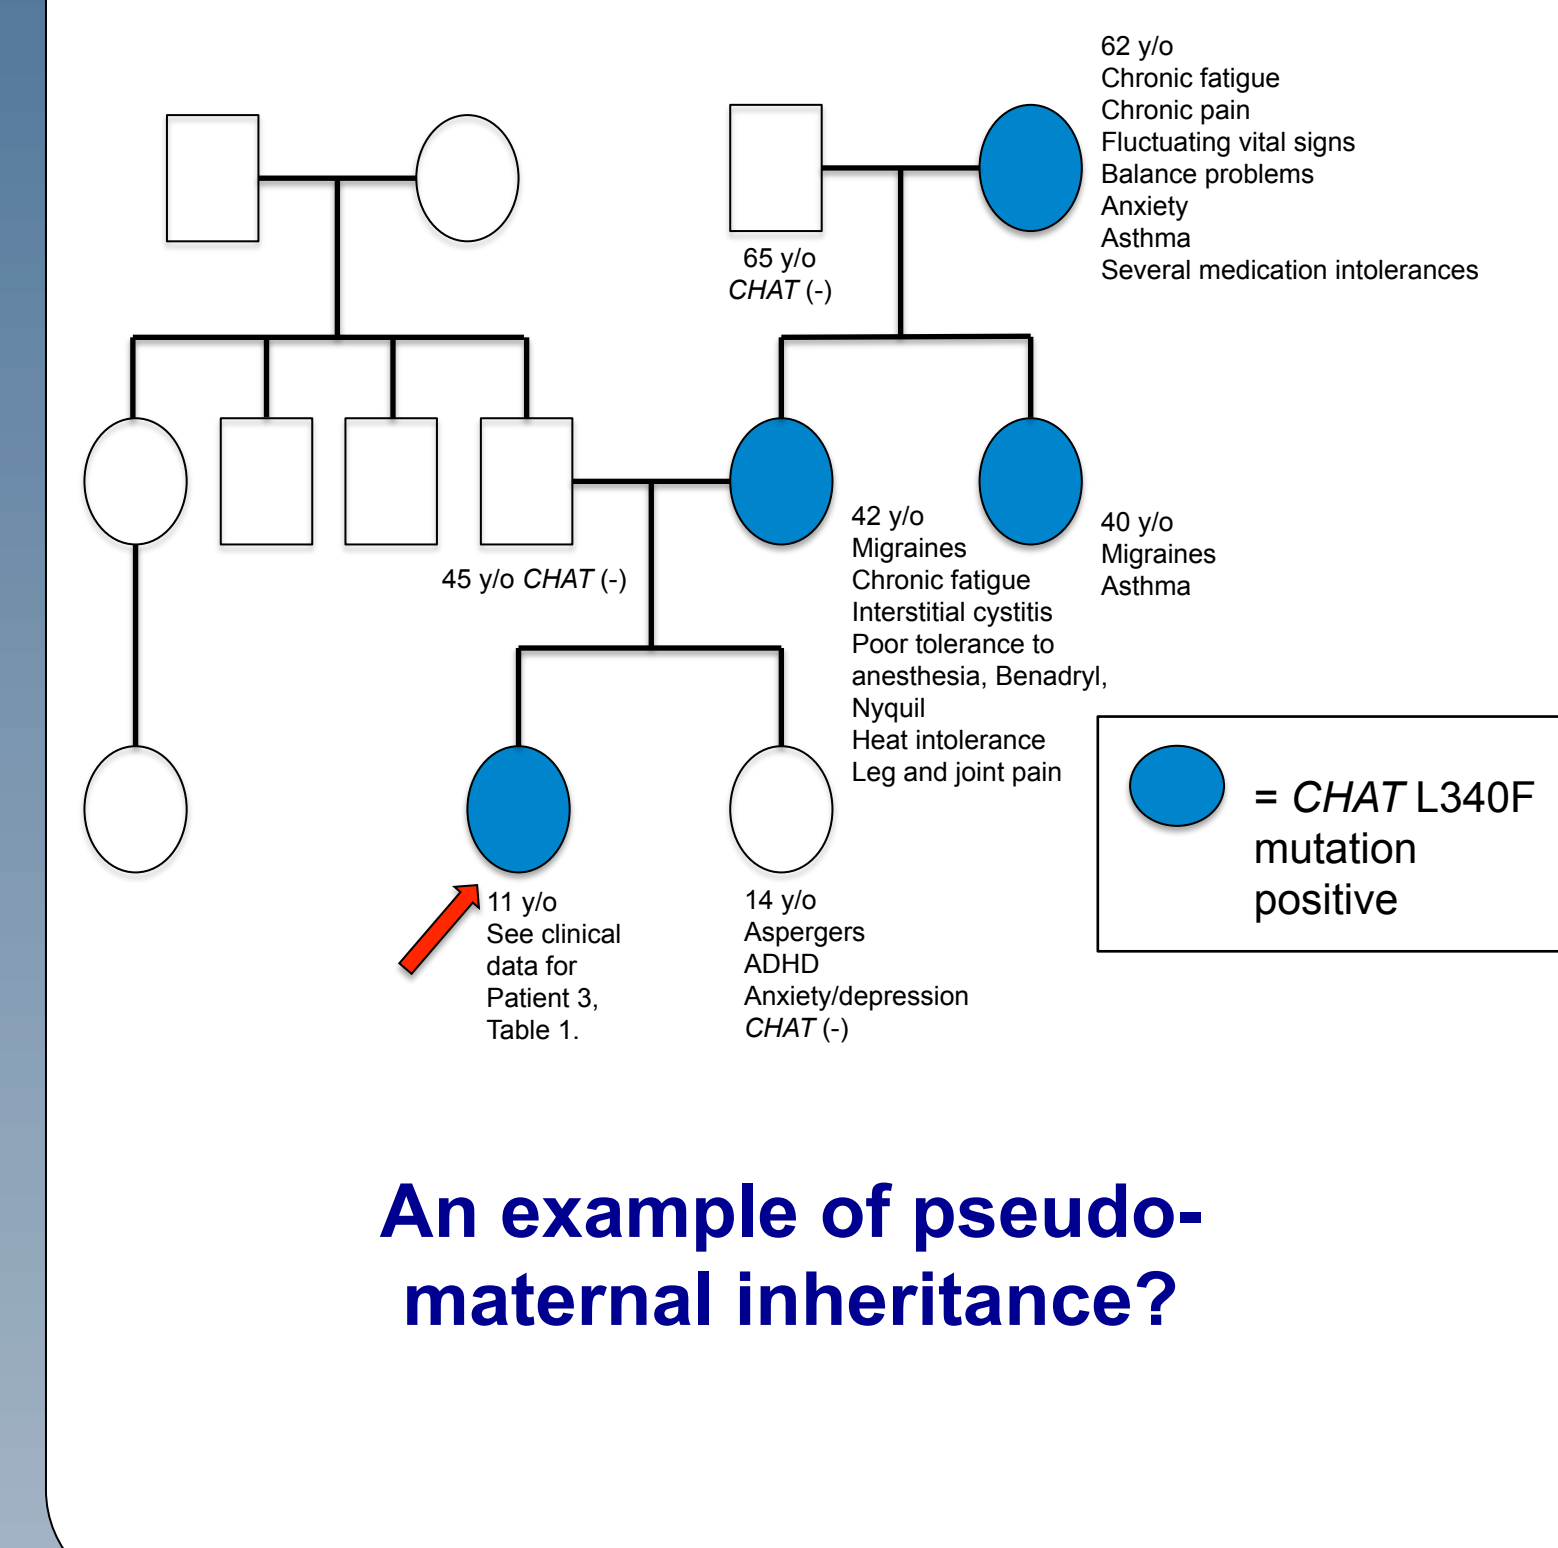 62 y/o
Chronic fatigue
Chronic pain
Fluctuating vital signs
Balance problems
Anxiety
Asthma
Several medication intolerances
65 y/o
CHAT (-)
45 y/o CHAT (-)
42 y/o
Migraines
Chronic fatigue
Interstitial cystitis
Poor tolerance to
anesthesia, Benadryl,
Nyquil
Heat intolerance
Leg and joint pain
40 y/o
Migraines
Asthma
= CHAT L340F
mutation
positive
11 y/o
See clinical
data for
Patient 3,
Table 1.
14 y/o
Aspergers
ADHD
Anxiety/depression
CHAT (-)
An example of pseudo-
maternal inheritance?